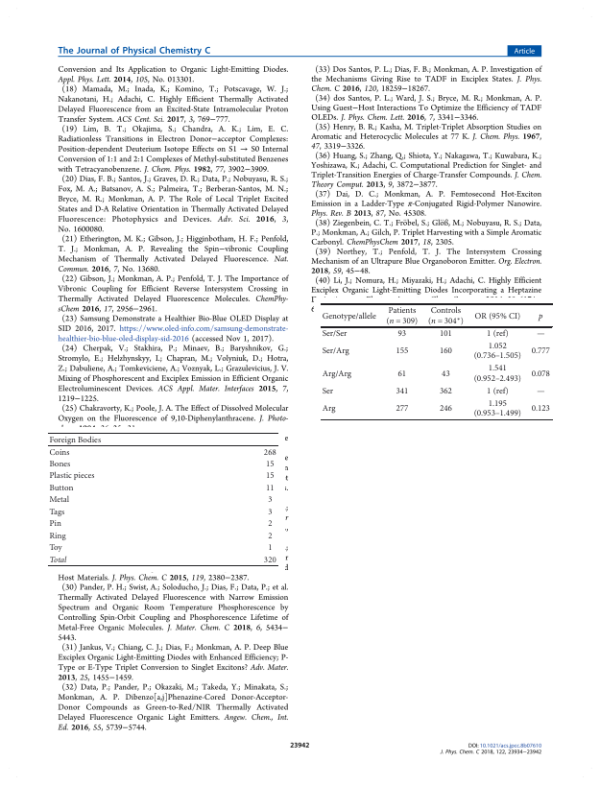 The Journal of Physical Chemistry C
Article
Conversion and Its Application to Organic Light-Emitting Diodes.
Appl. Phys. Lett. 2014, 105, No. 013301.
(18) Mamada, M.; Inada, K.; Komino, T.; Potscavage, W. J.;
Nakanotani, H.; Adachi, C. Highly Efficient Thermally Activated
Delayed Fluorescence from an Excited-State Intramolecular Proton
Transfer System. ACS Cent. Sci. 2017, 3, 769−777.
(19) Lim, B. T.; Okajima, S.; Chandra, A. K.; Lim, E. C.
Radiationless Transitions in Electron Donor−acceptor Complexes:
Position-dependent Deuterium Isotope Effects on S1 → S0 Internal
Conversion of 1:1 and 2:1 Complexes of Methyl-substituted Benzenes
with Tetracyanobenzene. J. Chem. Phys. 1982, 77, 3902−3909.
(20) Dias, F. B.; Santos, J.; Graves, D. R.; Data, P.; Nobuyasu, R. S.;
Fox, M. A.; Batsanov, A. S.; Palmeira, T.; Berberan-Santos, M. N.;
Bryce, M. R.; Monkman, A. P. The Role of Local Triplet Excited
States and D-A Relative Orientation in Thermally Activated Delayed
Fluorescence: Photophysics and Devices. Adv. Sci. 2016, 3,
No. 1600080.
(21) Etherington, M. K.; Gibson, J.; Higginbotham, H. F.; Penfold,
T. J.; Monkman, A. P. Revealing the Spin−vibronic Coupling
Mechanism of Thermally Activated Delayed Fluorescence. Nat.
Commun. 2016, 7, No. 13680.
(22) Gibson, J.; Monkman, A. P.; Penfold, T. J. The Importance of
Vibronic Coupling for Efficient Reverse Intersystem Crossing in
Thermally Activated Delayed Fluorescence Molecules. ChemPhy-
sChem 2016, 17, 2956−2961.
(23) Samsung Demonstrate a Healthier Bio-Blue OLED Display at
SID 2016, 2017. https://www.oled-info.com/samsung-demonstrate-
healthier-bio-blue-oled-display-sid-2016 (accessed Nov 1, 2017).
(24) Cherpak, V.; Stakhira, P.; Minaev, B.; Baryshnikov, G.;
Stromylo, E.; Helzhynskyy, I.; Chapran, M.; Volyniuk, D.; Hotra,
Z.; Dabuliene, A.; Tomkeviciene, A.; Voznyak, L.; Grazulevicius, J. V.
Mixing of Phosphorescent and Exciplex Emission in Efficient Organic
Electroluminescent Devices. ACS Appl. Mater. Interfaces 2015, 7,
1219−1225.
(25) Chakravorty, K.; Poole, J. A. The Effect of Dissolved Molecular
Oxygen on the Fluorescence of 9,10-Diphenylanthracene. J. Photo-
Foreign Bodies
Coins 268
Bones 15
Plastic pieces 15
Button 11
Metal 3
Tags 3
Pin 2
Ring 2
Toy 1
Total 320
Host Materials. J. Phys. Chem. C 2015, 119, 2380−2387.
(30) Pander, P. H.; Swist, A.; Soloducho, J.; Dias, F.; Data, P.; et al.
Thermally Activated Delayed Fluorescence with Narrow Emission
Spectrum and Organic Room Temperature Phosphorescence by
Controlling Spin-Orbit Coupling and Phosphorescence Lifetime of
Metal-Free Organic Molecules. J. Mater. Chem. C 2018, 6, 5434−
5443.
(31) Jankus, V.; Chiang, C. J.; Dias, F.; Monkman, A. P. Deep Blue
Exciplex Organic Light-Emitting Diodes with Enhanced Efficiency; P-
Type or E-Type Triplet Conversion to Singlet Excitons? Adv. Mater.
2013, 25, 1455−1459.
(32) Data, P.; Pander, P.; Okazaki, M.; Takeda, Y.; Minakata, S.;
Monkman, A. P. Dibenzo[a,j]Phenazine-Cored Donor-Acceptor-
Donor Compounds as Green-to-Red/NIR Thermally Activated
Delayed Fluorescence Organic Light Emitters. Angew. Chem., Int.
Ed. 2016, 55, 5739−5744.
(33) Dos Santos, P. L.; Dias, F. B.; Monkman, A. P. Investigation of
the Mechanisms Giving Rise to TADF in Exciplex States. J. Phys.
Chem. C 2016, 120, 18259−18267.
(34) dos Santos, P. L.; Ward, J. S.; Bryce, M. R.; Monkman, A. P.
Using Guest−Host Interactions To Optimize the Efficiency of TADF
OLEDs. J. Phys. Chem. Lett. 2016, 7, 3341−3346.
(35) Henry, B. R.; Kasha, M. Triplet-Triplet Absorption Studies on
Aromatic and Heterocyclic Molecules at 77 K. J. Chem. Phys. 1967,
47, 3319−3326.
(36) Huang, S.; Zhang, Q.; Shiota, Y.; Nakagawa, T.; Kuwabara, K.;
Yoshizawa, K.; Adachi, C. Computational Prediction for Singlet- and
Triplet-Transition Energies of Charge-Transfer Compounds. J. Chem.
Theory Comput. 2013, 9, 3872−3877.
(37) Dai, D. C.; Monkman, A. P. Femtosecond Hot-Exciton
Emission in a Ladder-Type π-Conjugated Rigid-Polymer Nanowire.
Phys. Rev. B 2013, 87, No. 45308.
(38) Ziegenbein, C. T.; Fröbel, S.; Glöß, M.; Nobuyasu, R. S.; Data,
P.; Monkman, A.; Gilch, P. Triplet Harvesting with a Simple Aromatic
Carbonyl. ChemPhysChem 2017, 18, 2305.
(39) Northey, T.; Penfold, T. J. The Intersystem Crossing
Mechanism of an Ultrapure Blue Organoboron Emitter. Org. Electron.
2018, 59, 45−48.
(40) Li, J.; Nomura, H.; Miyazaki, H.; Adachi, C. Highly Efficient
Exciplex Organic Light-Emitting Diodes Incorporating a Heptazine
Genotype/allele Patients (n = 309) Controls (n = 304*) OR (95% CI) p
Ser/Ser 93 101 1 (ref) —
Ser/Arg 155 160 1.052 (0.736–1.505) 0.777
Arg/Arg 61 43 1.541 (0.952–2.493) 0.078
Ser 341 362 1 (ref) —
Arg 277 246 1.195 (0.953–1.499) 0.123
23942
DOI: 10.1021/acs.jpcc.8b07610
J. Phys. Chem. C 2018, 122, 23934−23942